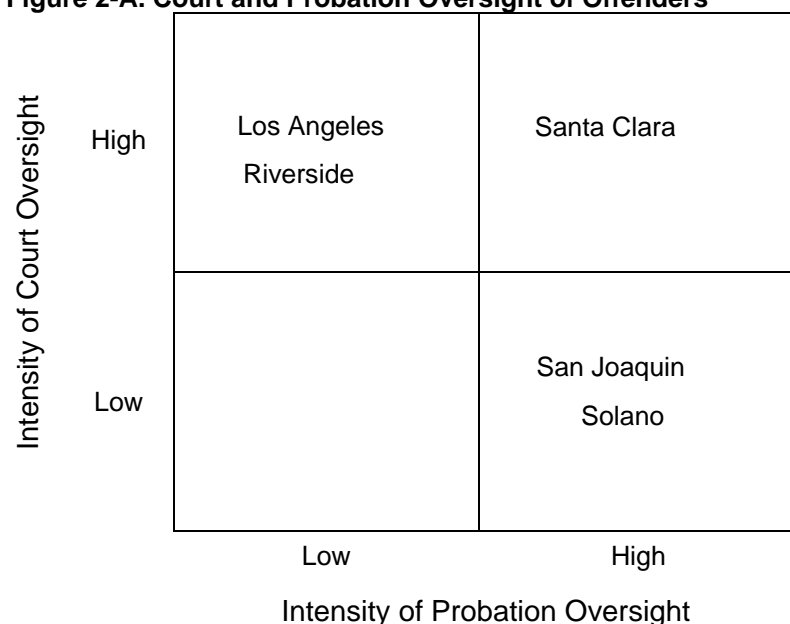 Figure 2-A. Court and Probation Oversight of Offenders
Intensity of Court Oversight
High
Los Angeles
Riverside
Santa Clara
Low
San Joaquin
Solano
Low
High
Intensity of Probation Oversight